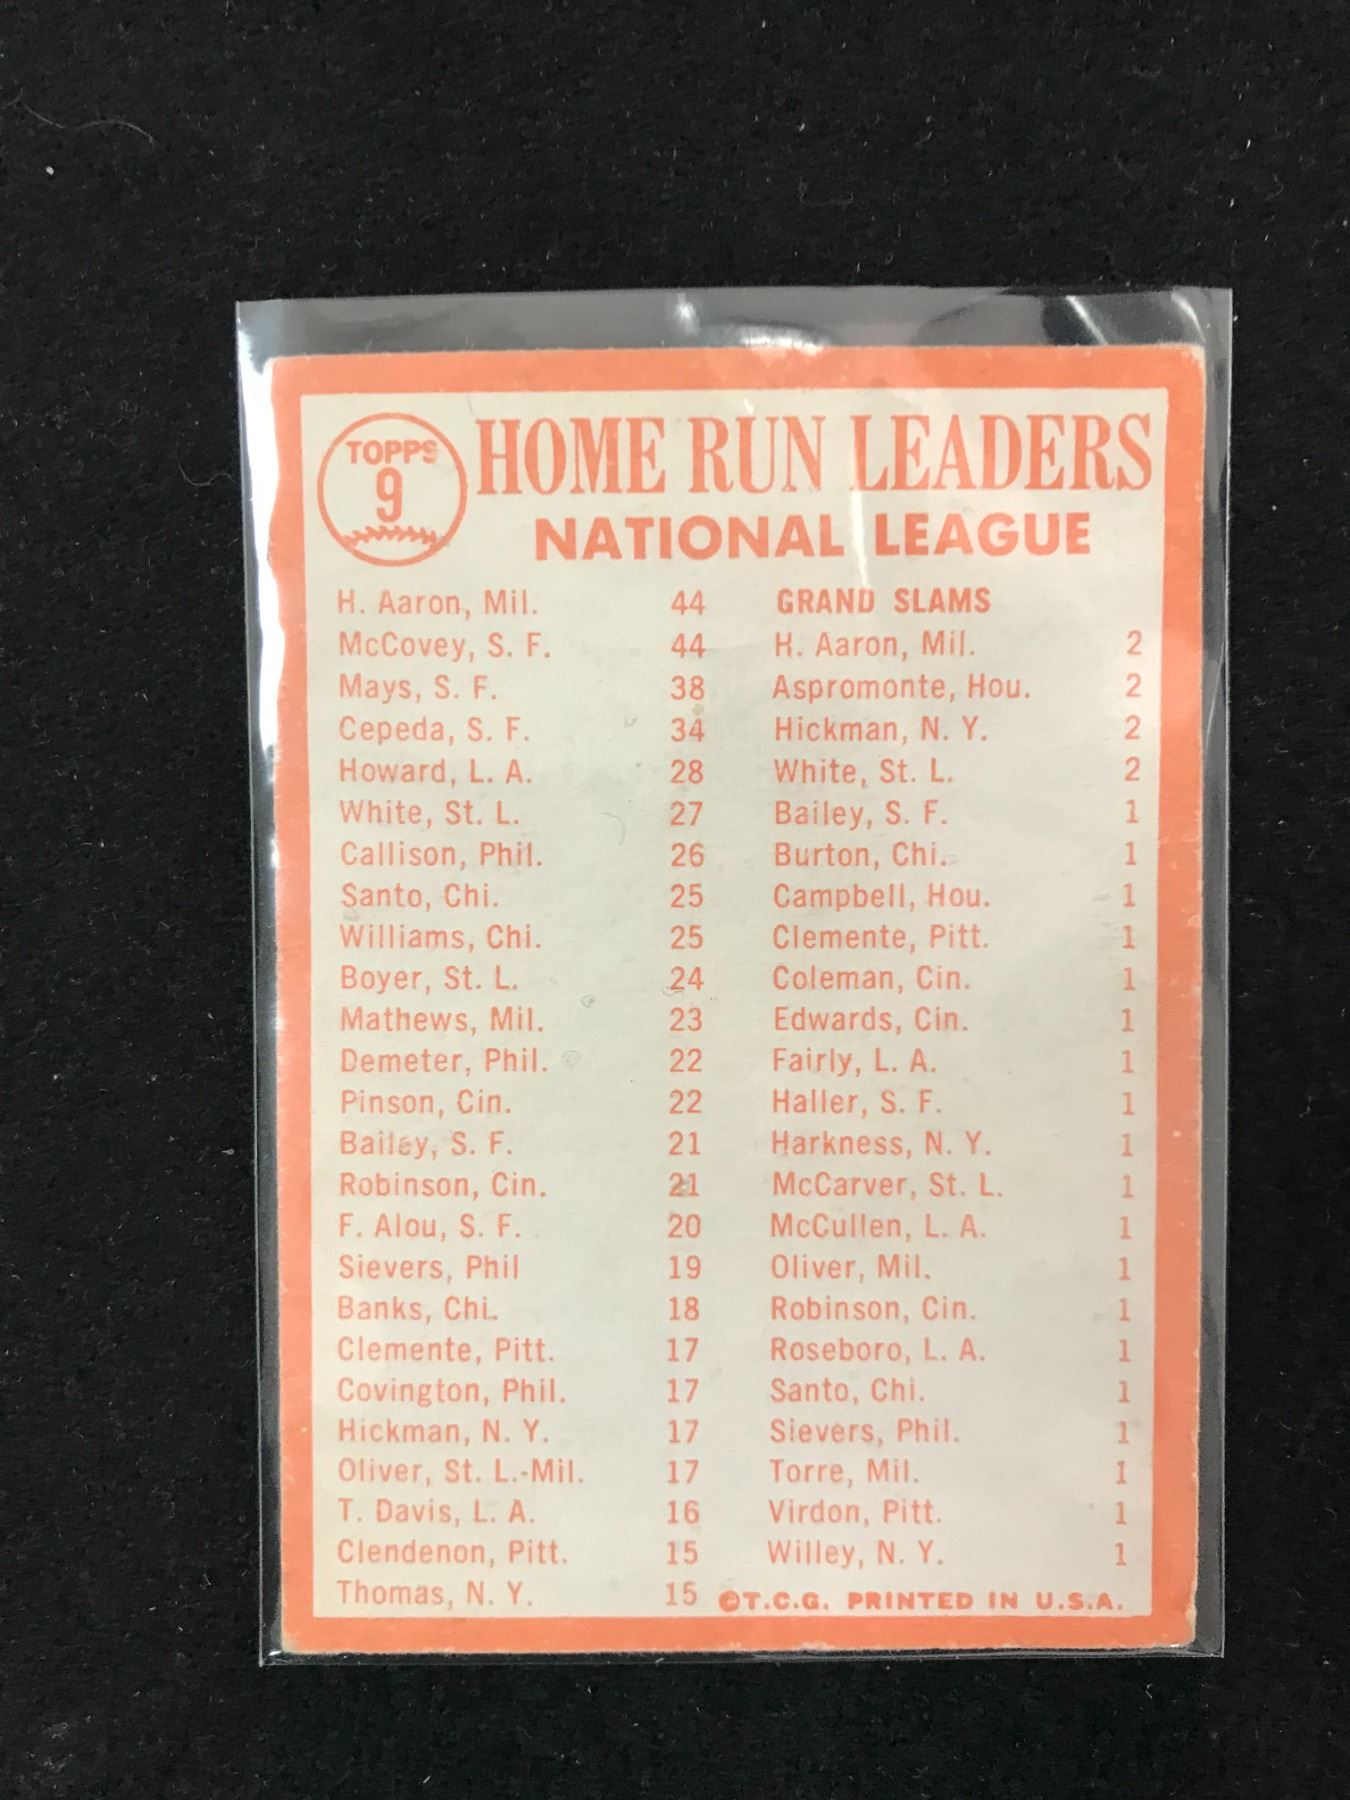 TOPPS
9
HOME RUN LEADERS
NATIONAL LEAGUE
H. Aaron, Mil. 44
McCovey, S. F. 44
Mays, S. F. 38
Cepeda, S. F. 34
Howard, L. A. 28
White, St. L. 27
Callison, Phil. 26
Santo, Chi. 25
Williams, Chi. 25
Boyer, St. L. 24
Mathews, Mil. 23
Demeter, Phil. 22
Pinson, Cin. 22
Bailey, S. F. 21
Robinson, Cin. 21
F. Alou, S. F. 20
Sievers, Phil 19
Banks, Chi. 18
Clemente, Pitt. 17
Covington, Phil. 17
Hickman, N. Y. 17
Oliver, St. L.-Mil. 17
T. Davis, L. A. 16
Clendenon, Pitt. 15
Thomas, N. Y. 15
GRAND SLAMS
H. Aaron, Mil. 2
Aspromonte, Hou. 2
Hickman, N. Y. 2
White, St. L. 2
Bailey, S. F. 1
Burton, Chi. 1
Campbell, Hou. 1
Clemente, Pitt. 1
Coleman, Cin. 1
Edwards, Cin. 1
Fairly, L. A. 1
Haller, S. F. 1
Harkness, N. Y. 1
McCarver, St. L. 1
McCullen, L. A. 1
Oliver, Mil. 1
Robinson, Cin. 1
Roseboro, L. A. 1
Santo, Chi. 1
Sievers, Phil. 1
Torre, Mil. 1
Virdon, Pitt. 1
Willey, N. Y. 1
©T.C.G. PRINTED IN U.S.A.